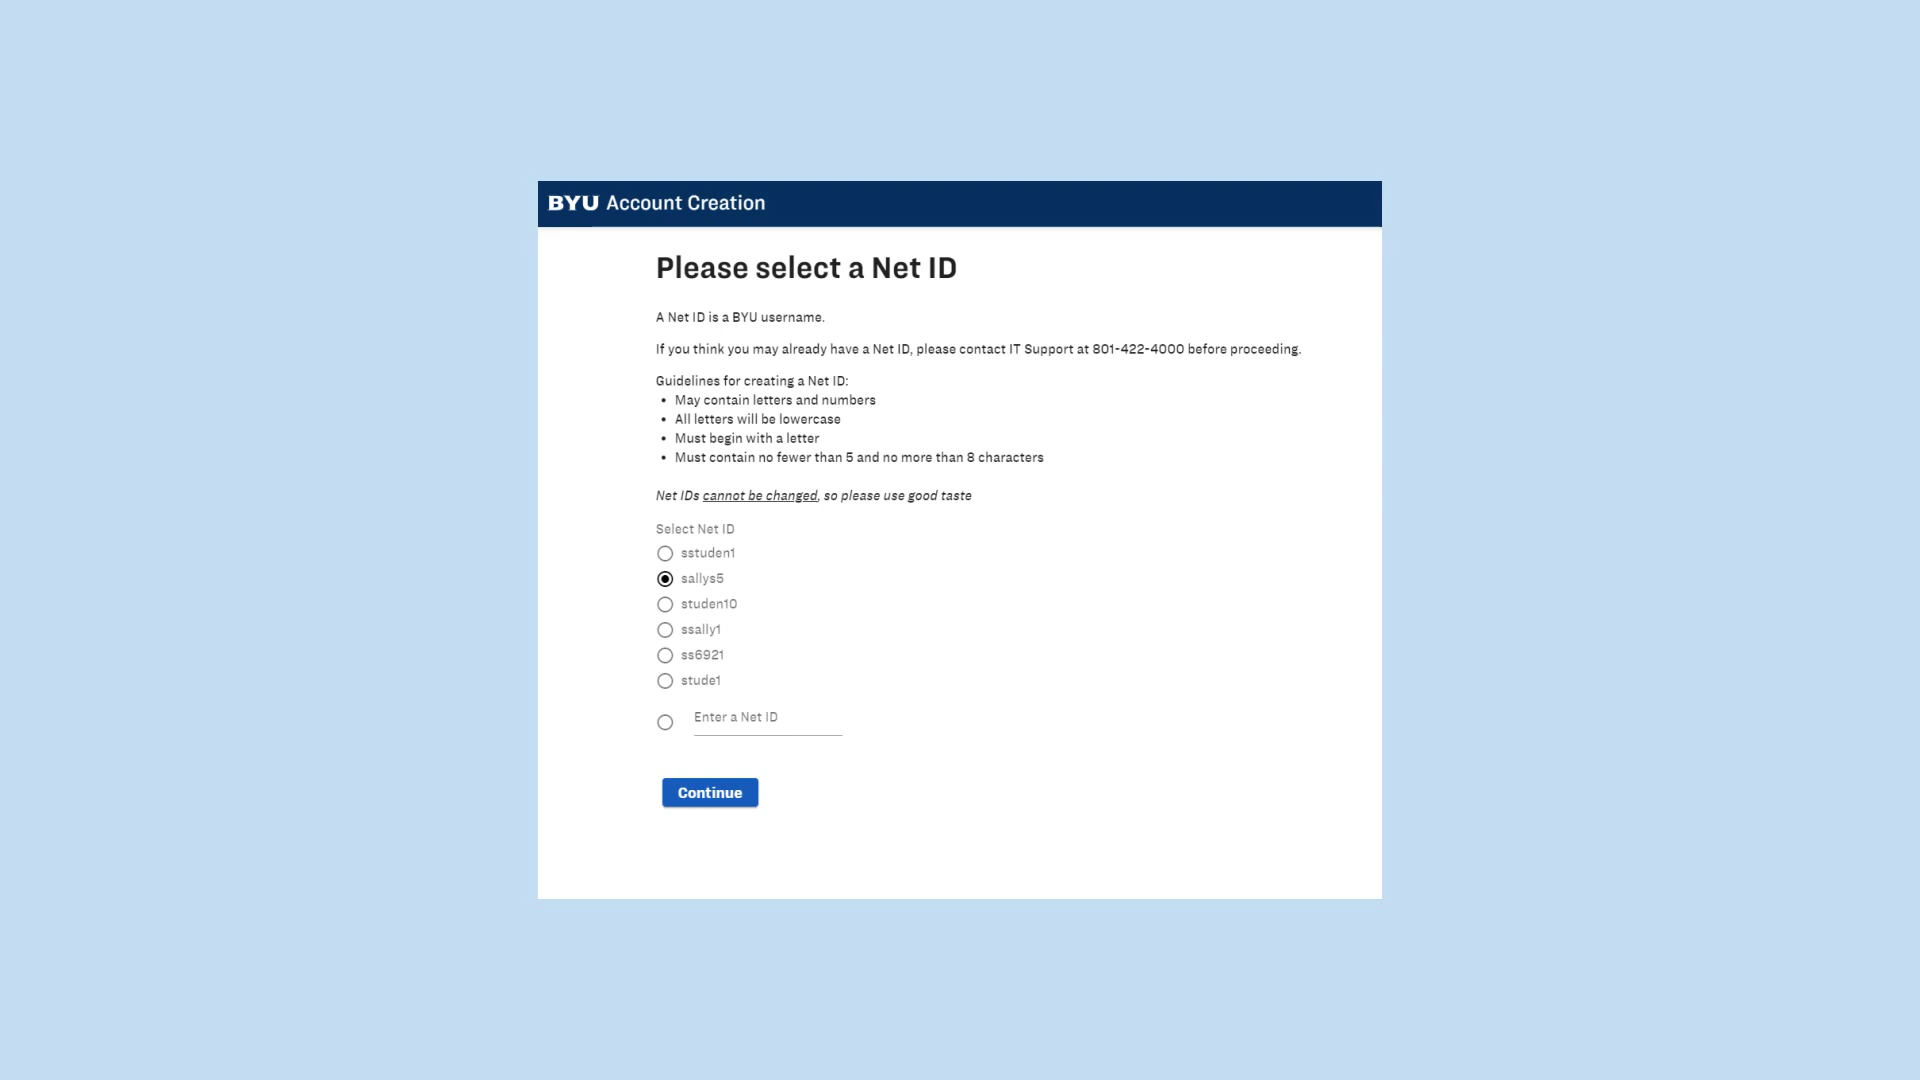 BYU Account Creation
Please select a Net ID
A Net ID is a BYU username.
If you think you may already have a Net ID, please contact IT Support at 801-422-4000 before proceeding.
Guidelines for creating a Net ID:
• May contain letters and numbers
• All letters will be lowercase
• Must begin with a letter
• Must contain no fewer than 5 and no more than 8 characters
Net IDs cannot be changed, so please use good taste
Select Net ID
sstuden1
sallys5
studen10
ssally1
ss6921
stude1
Enter a Net ID
Continue